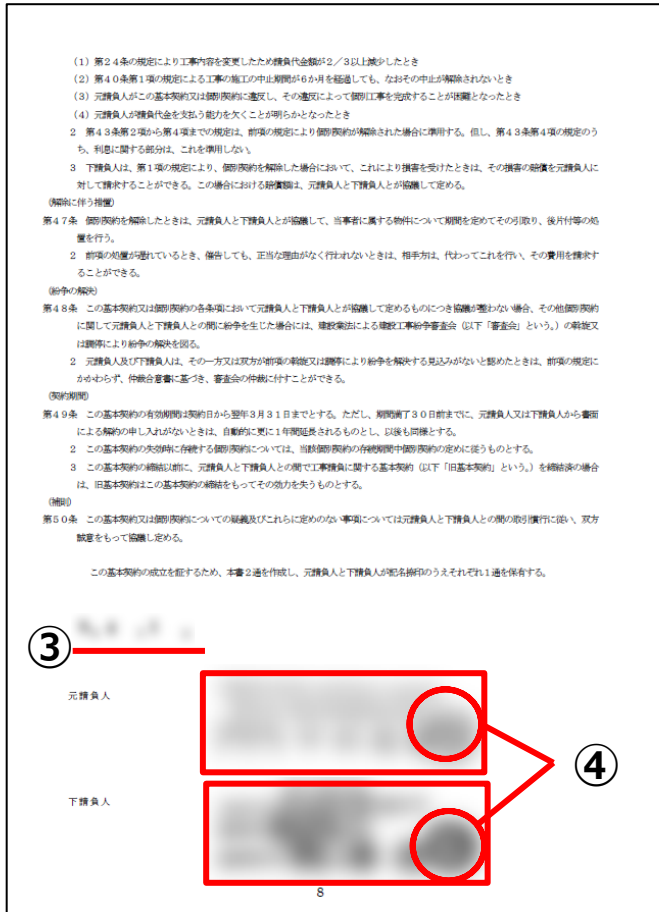 (1) 第24条の規定により工事内容を変更したため請負代金額が2/3以上減少したとき
(2) 第40条第1項の規定による工事の施工の中止期間が6か月を経過しても、なおその中止が解除されないとき
(3) 元請負人がこの基本契約又は個別契約に違反し、その違反によって個別工事を完成することが困難となったとき
(4) 元請負人が請負代金を支払う能力を欠くことが明らかとなったとき
2 第43条第2項から第4項までの規定は、前項の規定により個別契約が解除された場合に準用する。但し、第43条第4項の規定のう
ち、利息に関する部分は、これを準用しない。
3 下請負人は、第1項の規定により、個別契約を解除した場合において、これにより損害を受けたときは、その損害の賠償を元請負人に
対して請求することができる。この場合における賠償額は、元請負人と下請負人とが協議して定める。
(解除に伴う措置)
第47条 個別契約を解除したときは、元請負人と下請負人とが協議して、当事者に属する物件について期間を定めてその引取り、後片付等の処
置を行う。
2 前項の処置が遅れているとき、催告しても、正当な理由がなく行われないときは、相手方は、代わってこれを行い、その費用を請求す
ることができる。
(紛争の解決)
第48条 この基本契約又は個別契約の各条項において元請負人と下請負人とが協議して定めるものにつき協議が整わない場合、その他個別契約
に関して元請負人と下請負人との間に紛争を生じた場合には、建設業法による建設工事紛争審査会(以下「審査会」という。)の斡旋又
は調停により紛争の解決を図る。
2 元請負人及び下請負人は、その一方又は双方が前項の斡旋又は調停により紛争を解決する見込みがないと認めたときは、前項の規定に
かかわらず、仲裁合意書に基づき、審査会の仲裁に付すことができる。
(契約期間)
第49条 この基本契約の有効期間は契約日から翌年3月31日までとする。ただし、期間満了30日前までに、元請負人又は下請負人から書面
による解約の申し入れがないときは、自動的に更に1年間延長されるものとし、以後も同様とする。
2 この基本契約の失効時に存続する個別契約については、当該個別契約の存続期間中個別契約の定めに従うものとする。
3 この基本契約の締結以前に、元請負人と下請負人との間で工事請負に関する基本契約(以下「旧基本契約」という。)を締結済の場合
は、旧基本契約はこの基本契約の締結をもってその効力を失うものとする。
(補則)
第50条 この基本契約又は個別契約についての疑義及びこれらに定めのない事項については元請負人と下請負人との間の取引慣行に従い、双方
誠意をもって協議し定める。
この基本契約の成立を証するため、本書2通を作成し、元請負人と下請負人が記名捺印のうえそれぞれ1通を保有する。
③
元請負人
④
下請負人
8